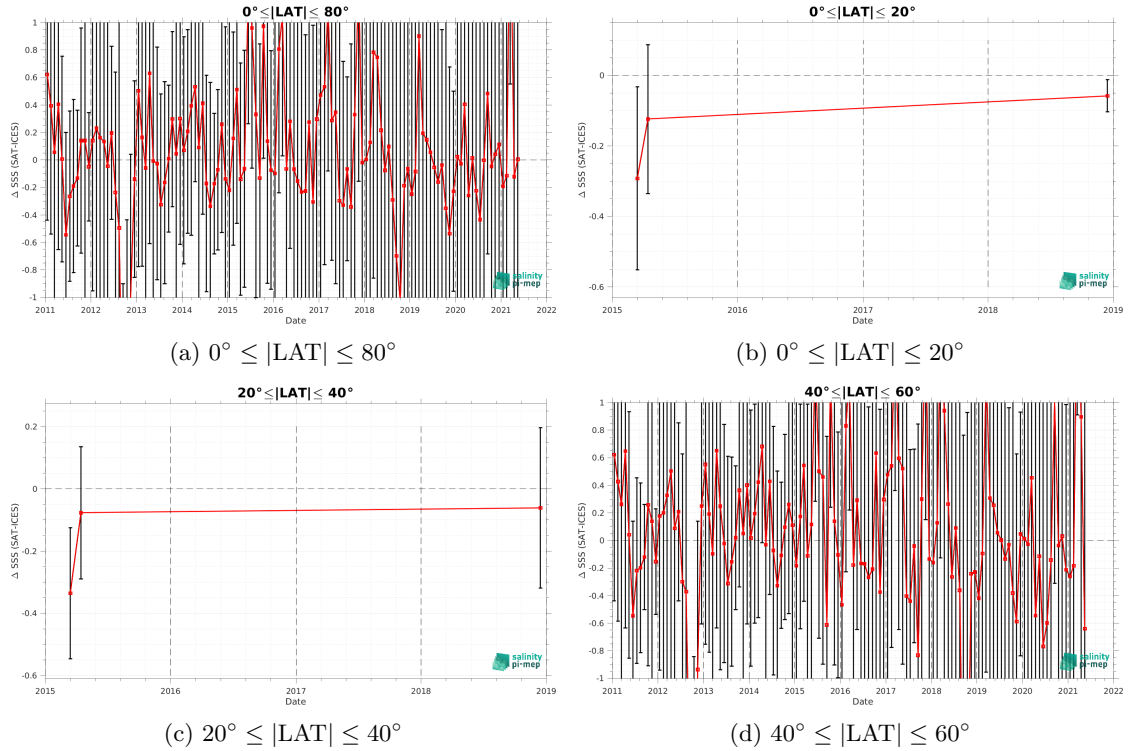 0°≤|LAT|≤ 80°
1
0.8
0.6
0.4
0.2
0
-0.2
-0.4
-0.6
-0.8
-1
Δ SSS (SAT-ICES)
2011 2012 2013 2014 2015 2016 2017 2018 2019 2020 2021 2022
Date
salinity
pi-mep
(a) 0° ≤ |LAT| ≤ 80°
0°≤|LAT|≤ 20°
0
-0.2
-0.4
-0.6
Δ SSS (SAT-ICES)
2015 2016 2017 2018 2019
Date
salinity
pi-mep
(b) 0° ≤ |LAT| ≤ 20°
20°≤|LAT|≤ 40°
0.2
0
-0.2
-0.4
-0.6
Δ SSS (SAT-ICES)
2015 2016 2017 2018 2019
Date
salinity
pi-mep
(c) 20° ≤ |LAT| ≤ 40°
40°≤|LAT|≤ 60°
1
0.8
0.6
0.4
0.2
0
-0.2
-0.4
-0.6
-0.8
-1
Δ SSS (SAT-ICES)
2011 2012 2013 2014 2015 2016 2017 2018 2019 2020 2021 2022
Date
salinity
pi-mep
(d) 40° ≤ |LAT| ≤ 60°